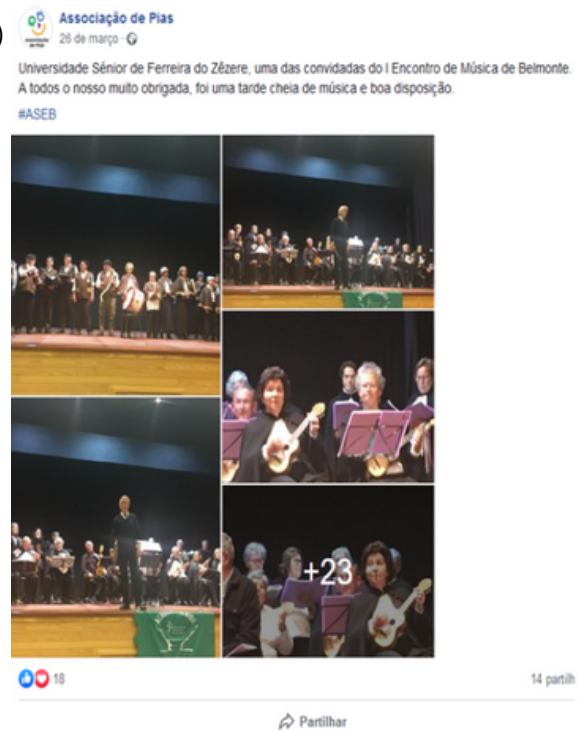 )
Associação de Pias
26 de março ·
Universidade Sénior de Ferreira do Zêzere, uma das convidadas do I Encontro de Música de Belmonte.
A todos o nosso muito obrigada, foi uma tarde cheia de música e boa disposição.
#ASEB
+23
18
14 partilh
Partilhar